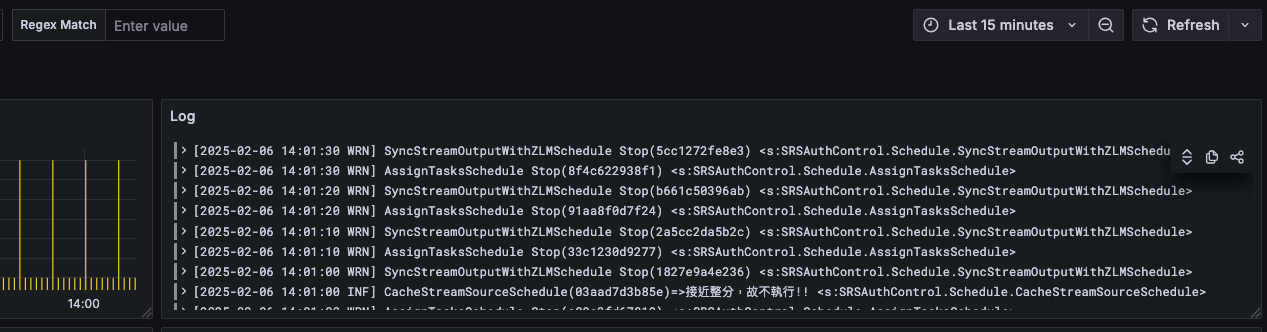 Regex Match Enter value Last 15 minutes Refresh
Log
[2025-02-06 14:01:30 WRN] SyncStreamOutputWithZLMSchedule Stop(5cc1272fe8e3) <s:SRSAuthControl.Schedule.SyncStreamOutputWithZLMSchedu
[2025-02-06 14:01:30 WRN] AssignTasksSchedule Stop(8f4c622938f1) <s:SRSAuthControl.Schedule.AssignTasksSchedule>
[2025-02-06 14:01:20 WRN] SyncStreamOutputWithZLMSchedule Stop(b661c50396ab) <s:SRSAuthControl.Schedule.SyncStreamOutputWithZLMSchedule>
[2025-02-06 14:01:20 WRN] AssignTasksSchedule Stop(91aa8f0d7f24) <s:SRSAuthControl.Schedule.AssignTasksSchedule>
[2025-02-06 14:01:10 WRN] SyncStreamOutputWithZLMSchedule Stop(2a5cc2da5b2c) <s:SRSAuthControl.Schedule.SyncStreamOutputWithZLMSchedule>
[2025-02-06 14:01:10 WRN] AssignTasksSchedule Stop(33c1230d9277) <s:SRSAuthControl.Schedule.AssignTasksSchedule>
[2025-02-06 14:01:00 WRN] SyncStreamOutputWithZLMSchedule Stop(1827e9a4e236) <s:SRSAuthControl.Schedule.SyncStreamOutputWithZLMSchedule>
[2025-02-06 14:01:00 INF] CacheStreamSourceSchedule(03aad7d3b85e)=>接近整分，故不執行!! <s:SRSAuthControl.Schedule.CacheStreamSourceSchedule>
14:00